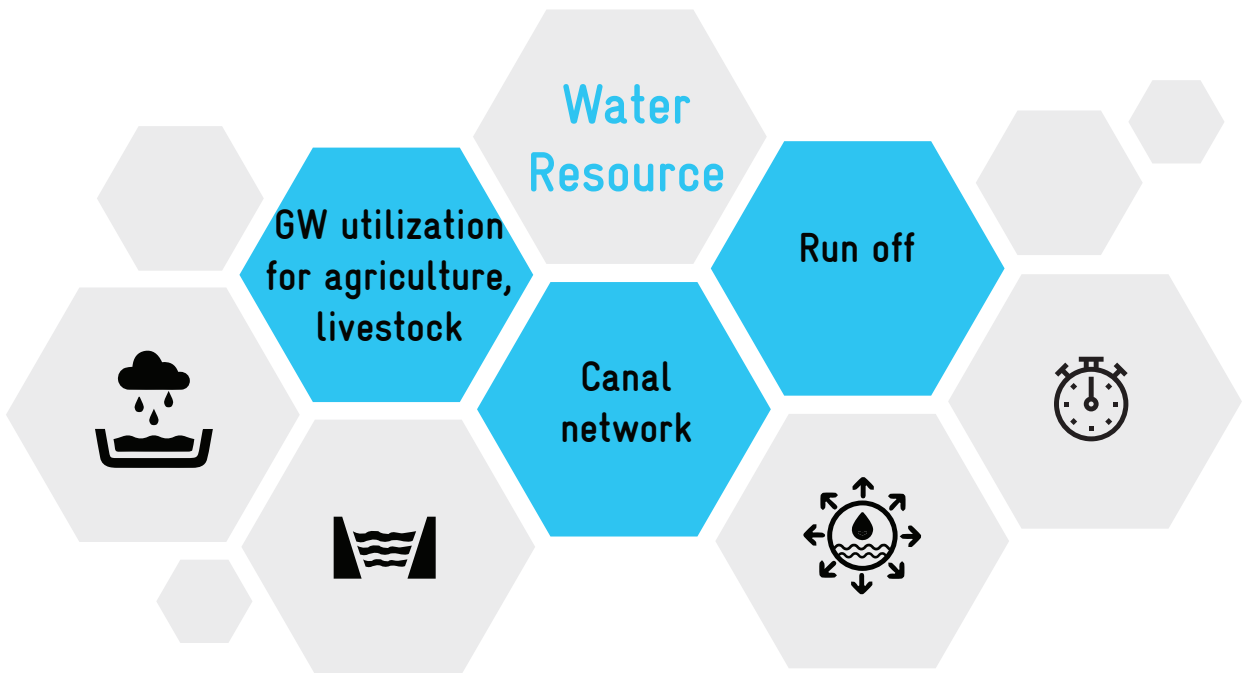 Water
Resource
GW utilization
for agriculture,
livestock
Run off
Canal
network